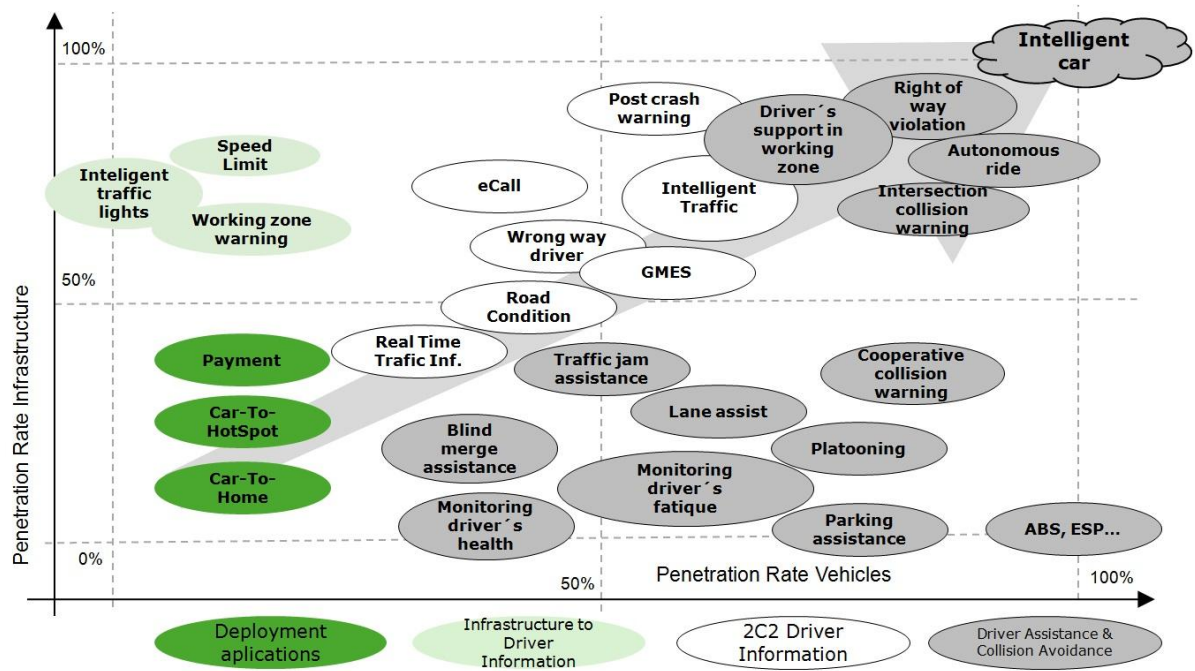 100%
Intelligent
car
Post crash
warning
Driver´s
support in
working
zone
Right of
way
violation
Speed
Limit
Inteligent
traffic
lights
eCall
Intelligent
Traffic
Autonomous
ride
Intersection
collision
warning
Working zone
warning
Wrong way
driver
GMES
50%
Road
Condition
Payment
Real Time
Trafic Inf.
Traffic jam
assistance
Cooperative
collision
warning
Car-To-
HotSpot
Lane assist
Blind
merge
assistance
Platooning
Car-To-
Home
Monitoring
driver´s
fatique
Monitoring
driver´s
health
Parking
assistance
ABS, ESP...
0%
Penetration Rate Infrastructure
50%
Penetration Rate Vehicles
100%
Deployment
aplications
Infrastructure to
Driver
Information
2C2 Driver
Information
Driver Assistance &
Collision Avoidance